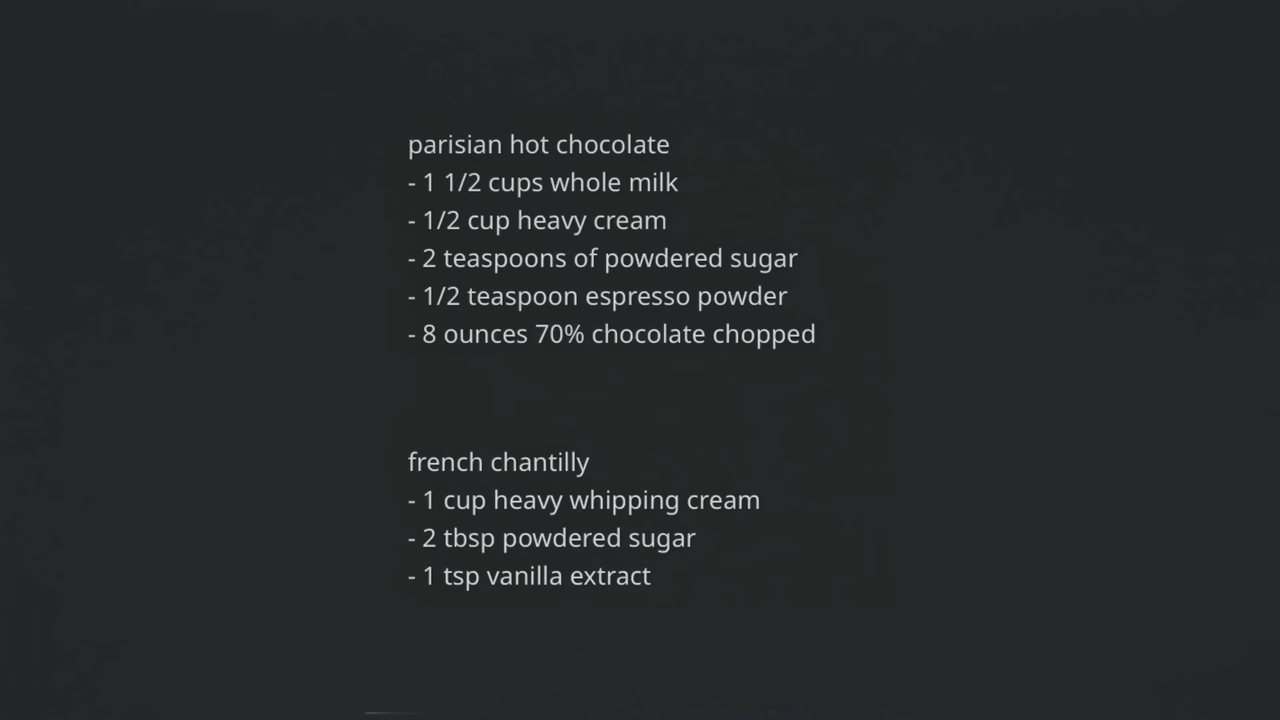 parisian hot chocolate
- 1 1/2 cups whole milk
- 1/2 cup heavy cream
- 2 teaspoons of powdered sugar
- 1/2 teaspoon espresso powder
- 8 ounces 70% chocolate chopped
french chantilly
- 1 cup heavy whipping cream
- 2 tbsp powdered sugar
- 1 tsp vanilla extract